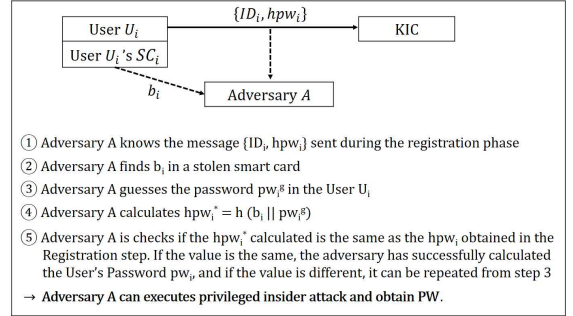 {IDᵢ, hpwᵢ}
User Uᵢ
KIC
User Uᵢ's SCᵢ
bᵢ
Adversary A
① Adversary A knows the message {IDᵢ, hpwᵢ} sent during the registration phase
② Adversary A finds bᵢ in a stolen smart card
③ Adversary A guesses the password pwᵢᵍ in the User Uᵢ
④ Adversary A calculates hpwᵢ* = h (bᵢ || pwᵢᵍ)
⑤ Adversary A is checks if the hpwᵢ* calculated is the same as the hpwᵢ obtained in the
Registration step. If the value is the same, the adversary has successfully calculated
the User's Password pwᵢ, and if the value is different, it can be repeated from step 3
→ Adversary A can executes privileged insider attack and obtain PW.